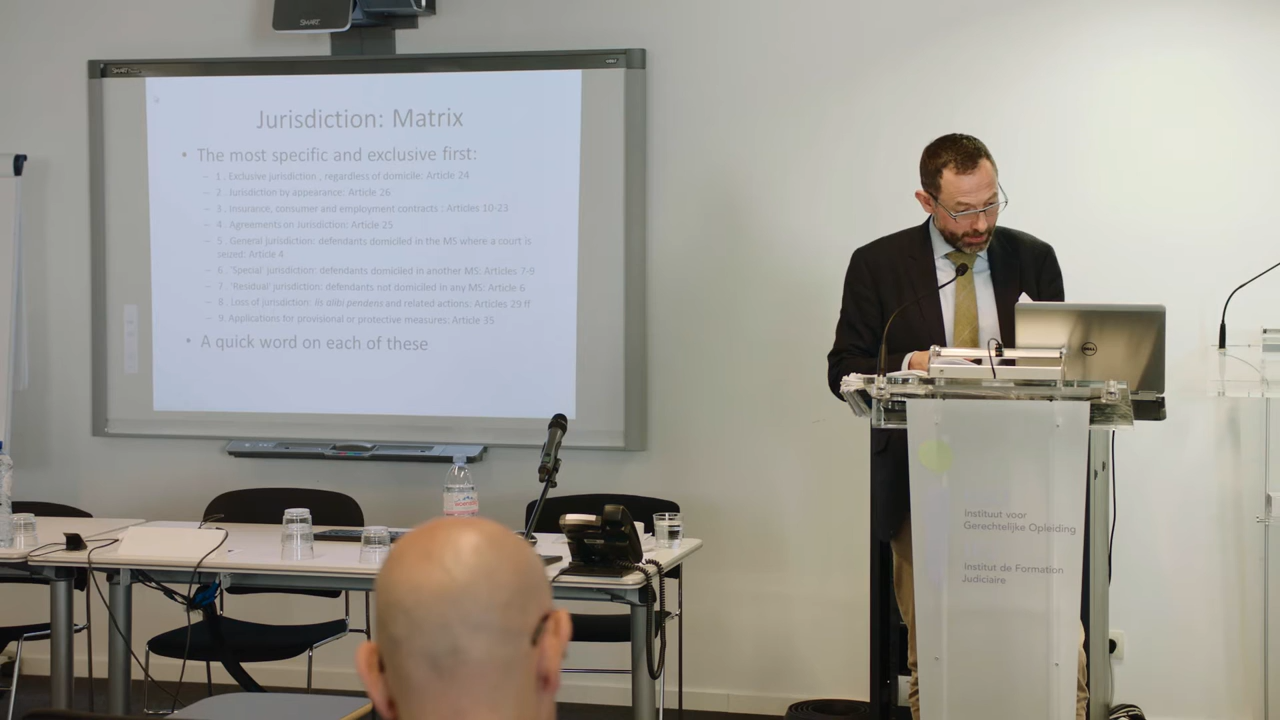 SMART
SMART
Jurisdiction: Matrix
• The most specific and exclusive first:
– 1 . Exclusive jurisdiction , regardless of domicile: Article 24
– 2 . Jurisdiction by appearance: Article 26
– 3 . Insurance, consumer and employment contracts : Articles 10-23
– 4 . Agreements on Jurisdiction: Article 25
– 5 . General jurisdiction: defendants domiciled in the MS where a court is
seized: Article 4
– 6 . 'Special' jurisdiction: defendants domiciled in another MS: Articles 7-9
– 7 . 'Residual' jurisdiction: defendants not domiciled in any MS: Article 6
– 8 . Loss of jurisdiction: lis alibi pendens and related actions: Articles 29 ff
– 9. Applications for provisional or protective measures: Article 35
• A quick word on each of these
DELL
Instituut voor
Gerechtelijke Opleiding
Institut de Formation
Judiciaire